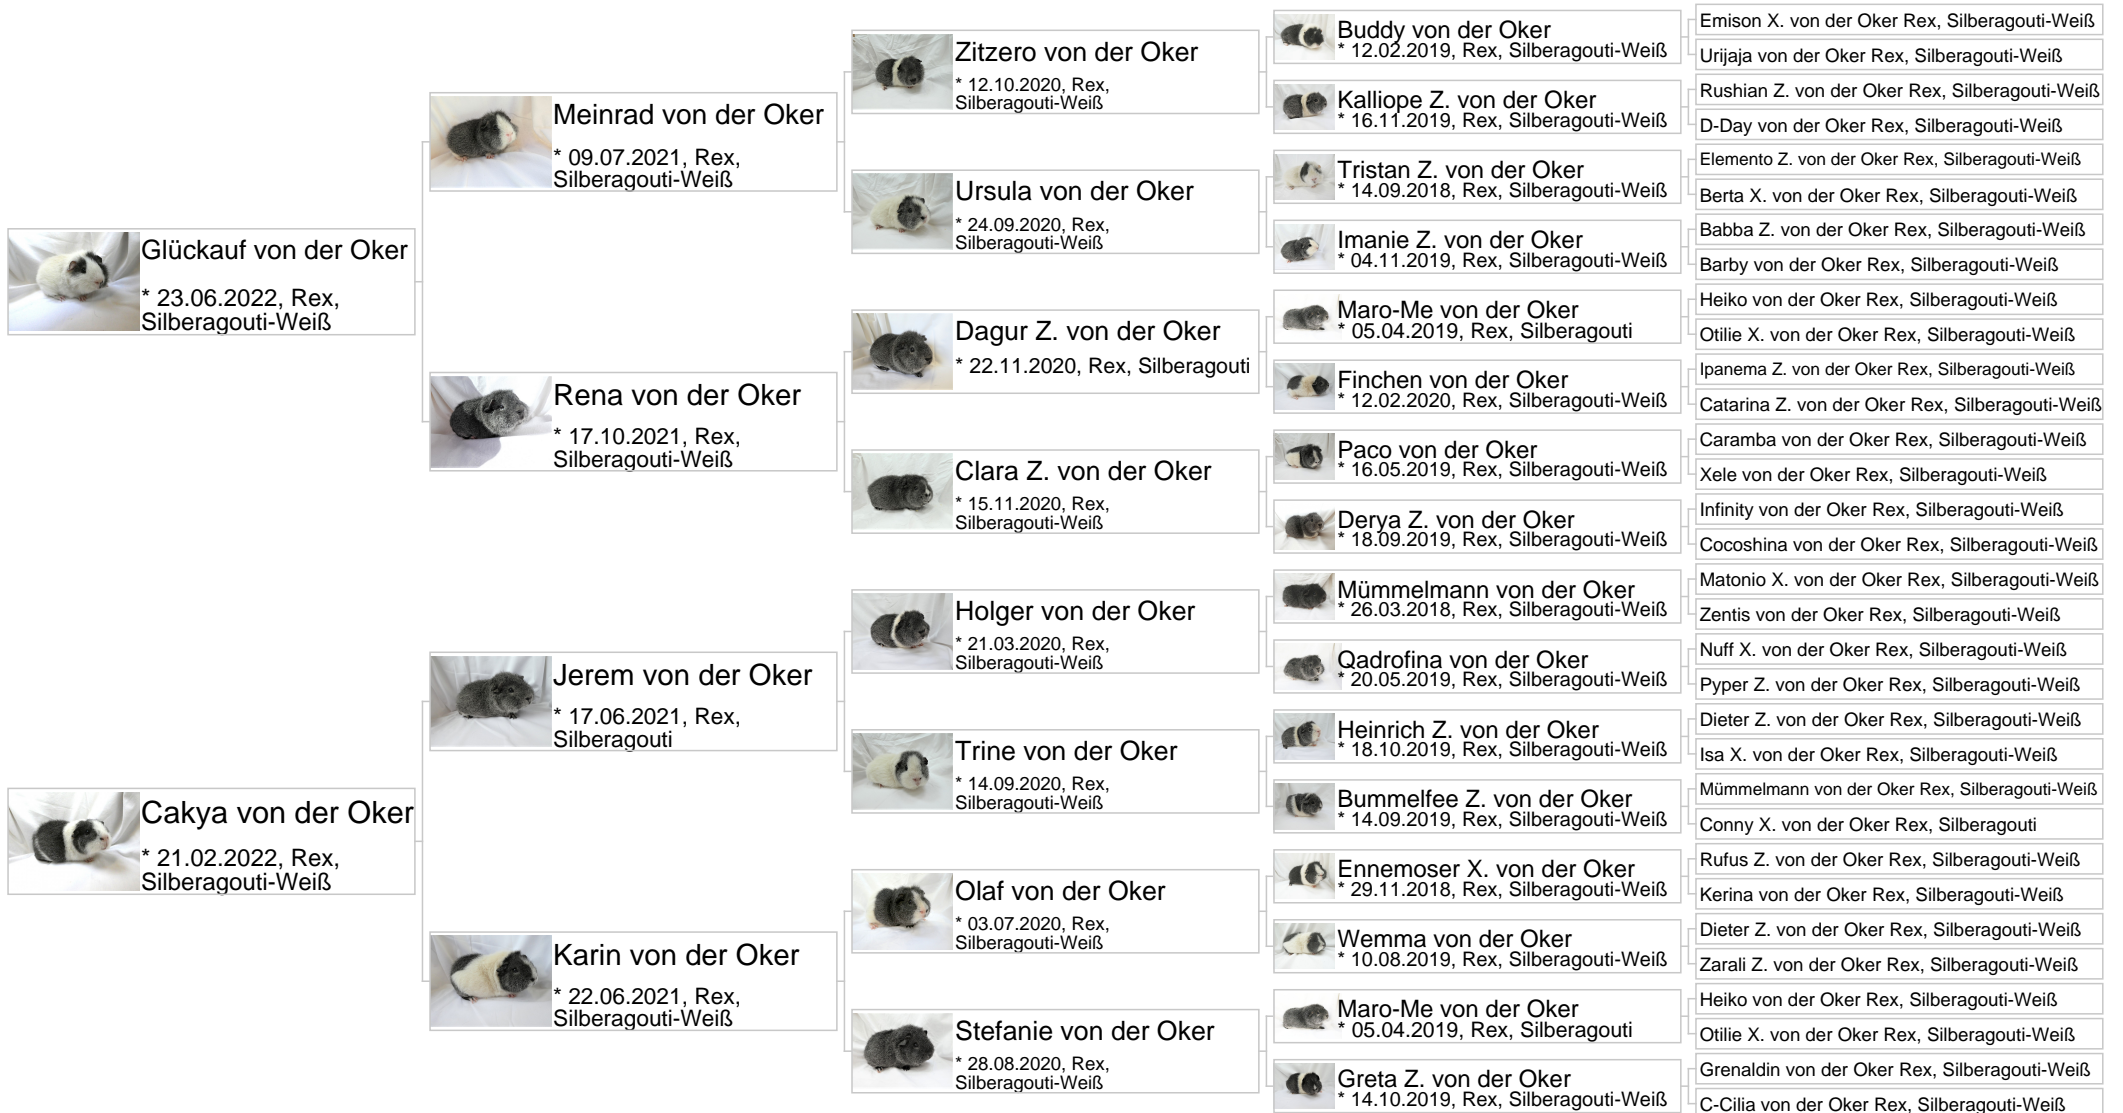 Glückauf von der Oker
* 23.06.2022, Rex,
Silberagouti-Weiß
Cakya von der Oker
* 21.02.2022, Rex,
Silberagouti-Weiß
Meinrad von der Oker
* 09.07.2021, Rex,
Silberagouti-Weiß
Rena von der Oker
* 17.10.2021, Rex,
Silberagouti-Weiß
Jerem von der Oker
* 17.06.2021, Rex,
Silberagouti
Karin von der Oker
* 22.06.2021, Rex,
Silberagouti-Weiß
Zitzero von der Oker
* 12.10.2020, Rex,
Silberagouti-Weiß
Ursula von der Oker
* 24.09.2020, Rex,
Silberagouti-Weiß
Dagur Z. von der Oker
* 22.11.2020, Rex, Silberagouti
Clara Z. von der Oker
* 15.11.2020, Rex,
Silberagouti-Weiß
Holger von der Oker
* 21.03.2020, Rex,
Silberagouti-Weiß
Trine von der Oker
* 14.09.2020, Rex,
Silberagouti-Weiß
Olaf von der Oker
* 03.07.2020, Rex,
Silberagouti-Weiß
Stefanie von der Oker
* 28.08.2020, Rex,
Silberagouti-Weiß
Buddy von der Oker
* 12.02.2019, Rex, Silberagouti-Weiß
Kalliope Z. von der Oker
* 16.11.2019, Rex, Silberagouti-Weiß
Tristan Z. von der Oker
* 14.09.2018, Rex, Silberagouti-Weiß
Imanie Z. von der Oker
* 04.11.2019, Rex, Silberagouti-Weiß
Maro-Me von der Oker
* 05.04.2019, Rex, Silberagouti
Finchen von der Oker
* 12.02.2020, Rex, Silberagouti-Weiß
Paco von der Oker
* 16.05.2019, Rex, Silberagouti-Weiß
Derya Z. von der Oker
* 18.09.2019, Rex, Silberagouti-Weiß
Mümmelmann von der Oker
* 26.03.2018, Rex, Silberagouti-Weiß
Qadrofina von der Oker
* 20.05.2019, Rex, Silberagouti-Weiß
Heinrich Z. von der Oker
* 18.10.2019, Rex, Silberagouti-Weiß
Bummelfee Z. von der Oker
* 14.09.2019, Rex, Silberagouti-Weiß
Ennemoser X. von der Oker
* 29.11.2018, Rex, Silberagouti-Weiß
Wemma von der Oker
* 10.08.2019, Rex, Silberagouti-Weiß
Maro-Me von der Oker
* 05.04.2019, Rex, Silberagouti
Greta Z. von der Oker
* 14.10.2019, Rex, Silberagouti-Weiß
Emison X. von der Oker Rex, Silberagouti-Weiß
Urijaja von der Oker Rex, Silberagouti-Weiß
Rushian Z. von der Oker Rex, Silberagouti-Weiß
D-Day von der Oker Rex, Silberagouti-Weiß
Elemento Z. von der Oker Rex, Silberagouti-Weiß
Berta X. von der Oker Rex, Silberagouti-Weiß
Babba Z. von der Oker Rex, Silberagouti-Weiß
Barby von der Oker Rex, Silberagouti-Weiß
Heiko von der Oker Rex, Silberagouti-Weiß
Otilie X. von der Oker Rex, Silberagouti-Weiß
Ipanema Z. von der Oker Rex, Silberagouti-Weiß
Catarina Z. von der Oker Rex, Silberagouti-Weiß
Caramba von der Oker Rex, Silberagouti-Weiß
Xele von der Oker Rex, Silberagouti-Weiß
Infinity von der Oker Rex, Silberagouti-Weiß
Cocoshina von der Oker Rex, Silberagouti-Weiß
Matonio X. von der Oker Rex, Silberagouti-Weiß
Zentis von der Oker Rex, Silberagouti-Weiß
Nuff X. von der Oker Rex, Silberagouti-Weiß
Pyper Z. von der Oker Rex, Silberagouti-Weiß
Dieter Z. von der Oker Rex, Silberagouti-Weiß
Isa X. von der Oker Rex, Silberagouti-Weiß
Mümmelmann von der Oker Rex, Silberagouti-Weiß
Conny X. von der Oker Rex, Silberagouti
Rufus Z. von der Oker Rex, Silberagouti-Weiß
Kerina von der Oker Rex, Silberagouti-Weiß
Dieter Z. von der Oker Rex, Silberagouti-Weiß
Zarali Z. von der Oker Rex, Silberagouti-Weiß
Heiko von der Oker Rex, Silberagouti-Weiß
Otilie X. von der Oker Rex, Silberagouti-Weiß
Grenaldin von der Oker Rex, Silberagouti-Weiß
C-Cilia von der Oker Rex, Silberagouti-Weiß